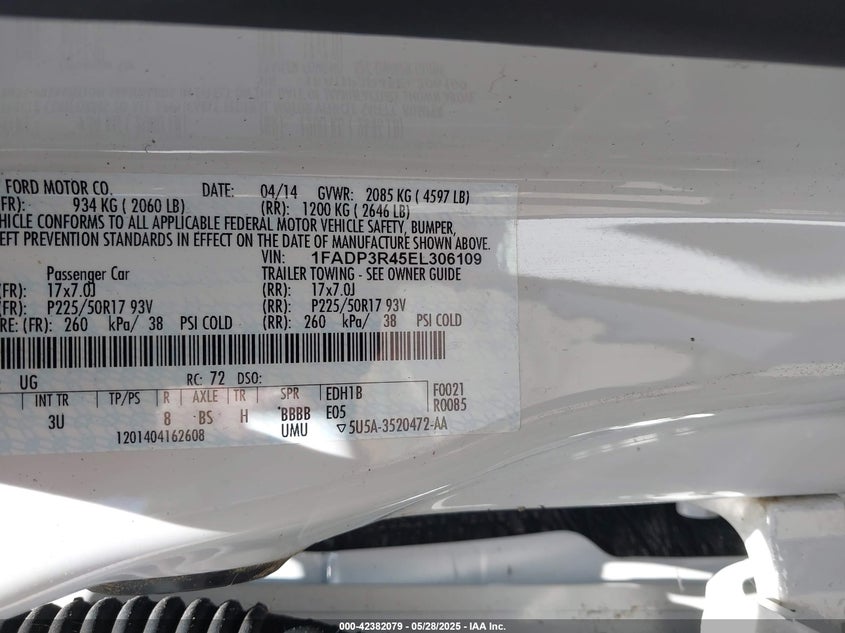 FORD MOTOR CO. DATE: 04/14 GVWR: 2085 KG ( 4597 LB)
FR): 934 KG ( 2060 LB) (RR): 1200 KG ( 2646 LB)
EHICLE CONFORMS TO ALL APPLICABLE FEDERAL MOTOR VEHICLE SAFETY, BUMPER,
EFT PREVENTION STANDARDS IN EFFECT ON THE DATE OF MANUFACTURE SHOWN ABOVE.
VIN: 1FADP3R45EL306109
Passenger Car TRAILER TOWING - SEE OWNER GUIDE
(FR): 17x7.0J (RR): 17x7.0J
(FR): P225/50R17 93V (RR): P225/50R17 93V
RE: (FR): 260 kPa/ 38 PSI COLD (RR): 260 kPa/ 38 PSI COLD
: UG RC: 72 DSO:
INT TR TP/PS R AXLE TR SPR EDH1B F0021
3U 8 BS H *BBBB E05 R0085
1201404162608 UMU ▽5U5A-3520472-AA
000-42382079 - 05/28/2025 - IAA Inc.